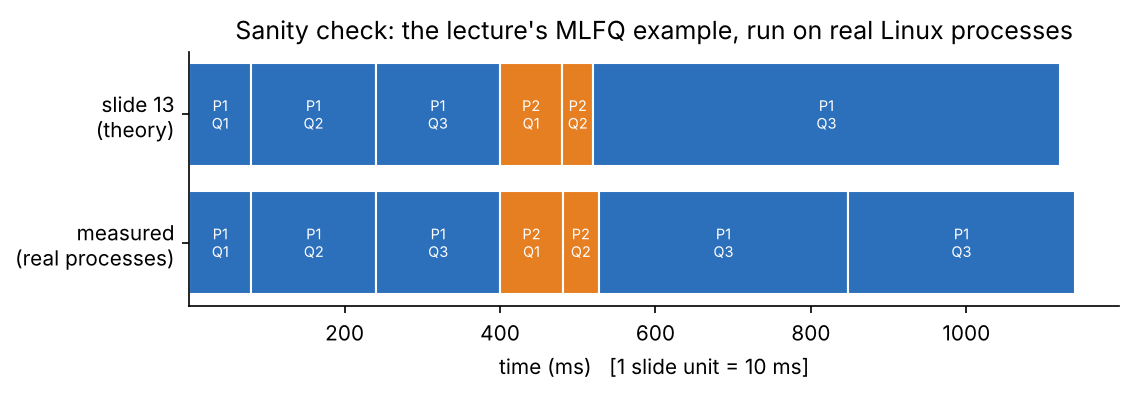 Sanity check: the lecture's MLFQ example, run on real Linux processes
slide 13
(theory)
P1
Q1
P1
Q2
P1
Q3
P2
Q1
P2
Q2
P1
Q3
measured
(real processes)
P1
Q1
P1
Q2
P1
Q3
P2
Q1
P2
Q2
P1
Q3
P1
Q3
200 400 600 800 1000
time (ms) [1 slide unit = 10 ms]